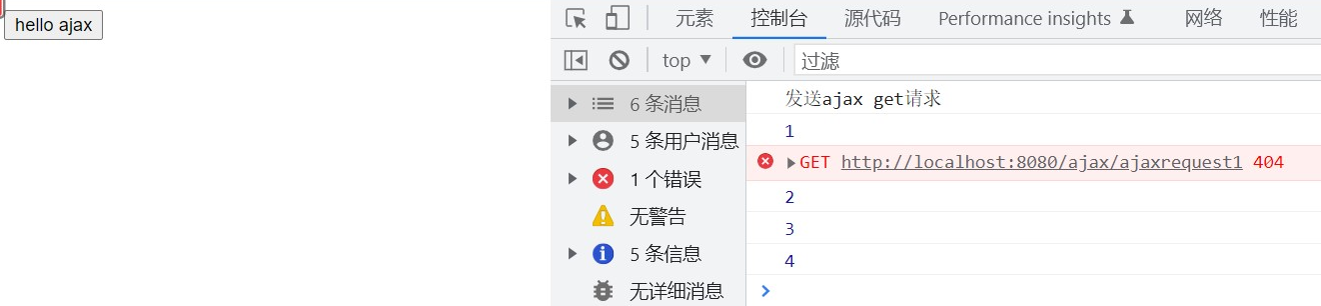 hello ajax
元素 控制台 源代码 Performance insights 网络 性能
top 过滤
6 条消息
5 条用户消息
1 个错误
无警告
5 条信息
无详细消息
发送ajax get请求
1
GET http://localhost:8080/ajax/ajaxrequest1 404
2
3
4